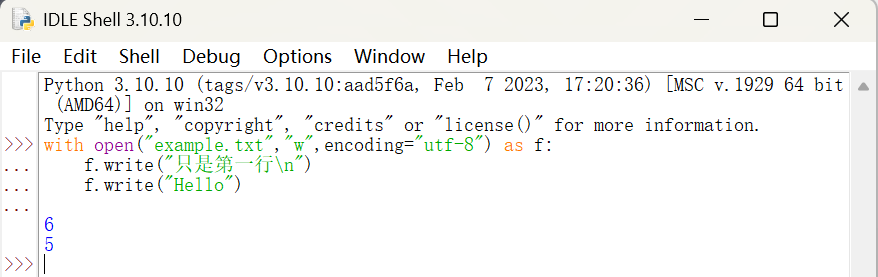 IDLE Shell 3.10.10
File Edit Shell Debug Options Window Help
Python 3.10.10 (tags/v3.10.10:aad5f6a, Feb  7 2023, 17:20:36) [MSC v.1929 64 bit
 (AMD64)] on win32
Type "help", "copyright", "credits" or "license()" for more information.
>>> with open("example.txt","w",encoding="utf-8") as f:
...     f.write("只是第一行\n")
...     f.write("Hello")
...
6
5
>>>